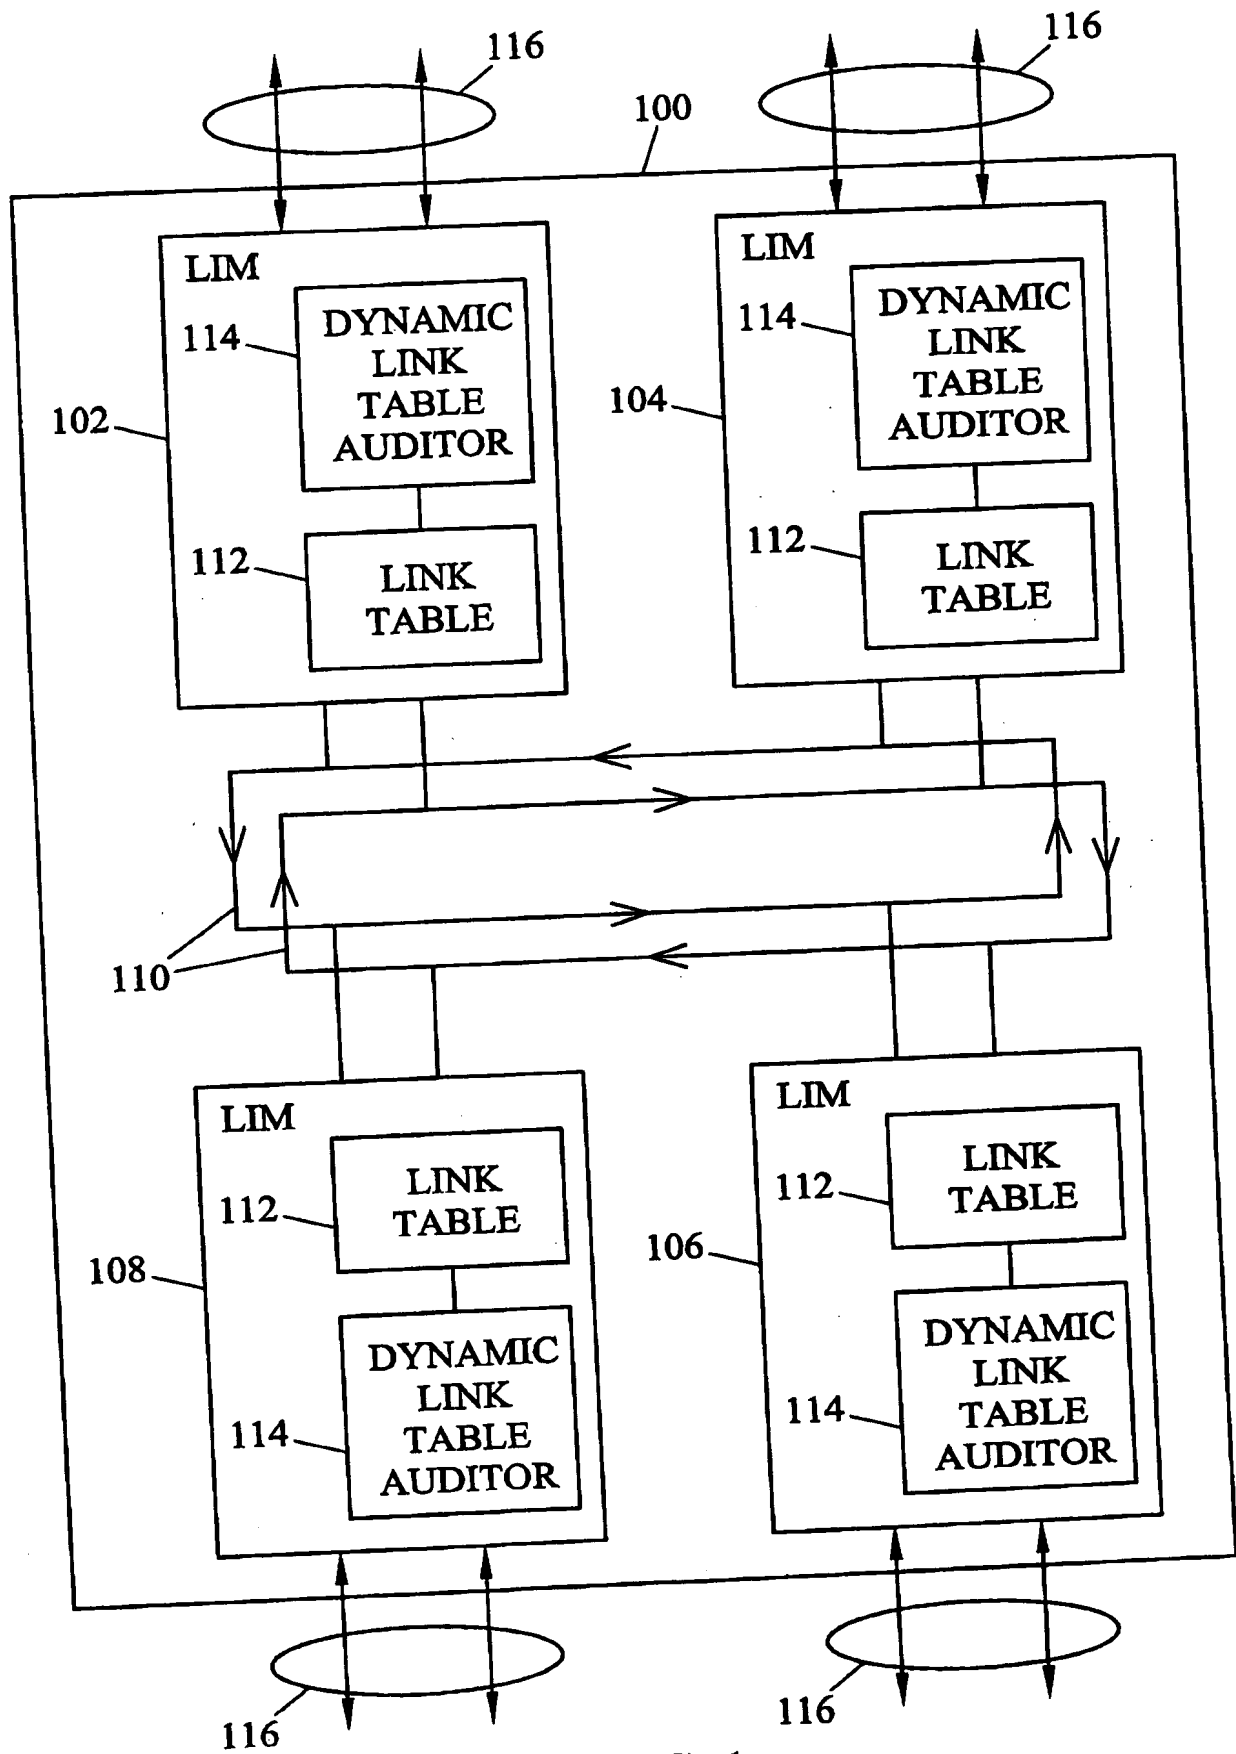 116
116
100
LIM
114
DYNAMIC
LINK
TABLE
AUDITOR
102
112
LINK
TABLE
LIM
114
DYNAMIC
LINK
TABLE
AUDITOR
104
112
LINK
TABLE
110
LIM
112
LINK
TABLE
108
114
DYNAMIC
LINK
TABLE
AUDITOR
LIM
112
LINK
TABLE
106
114
DYNAMIC
LINK
TABLE
AUDITOR
116
116